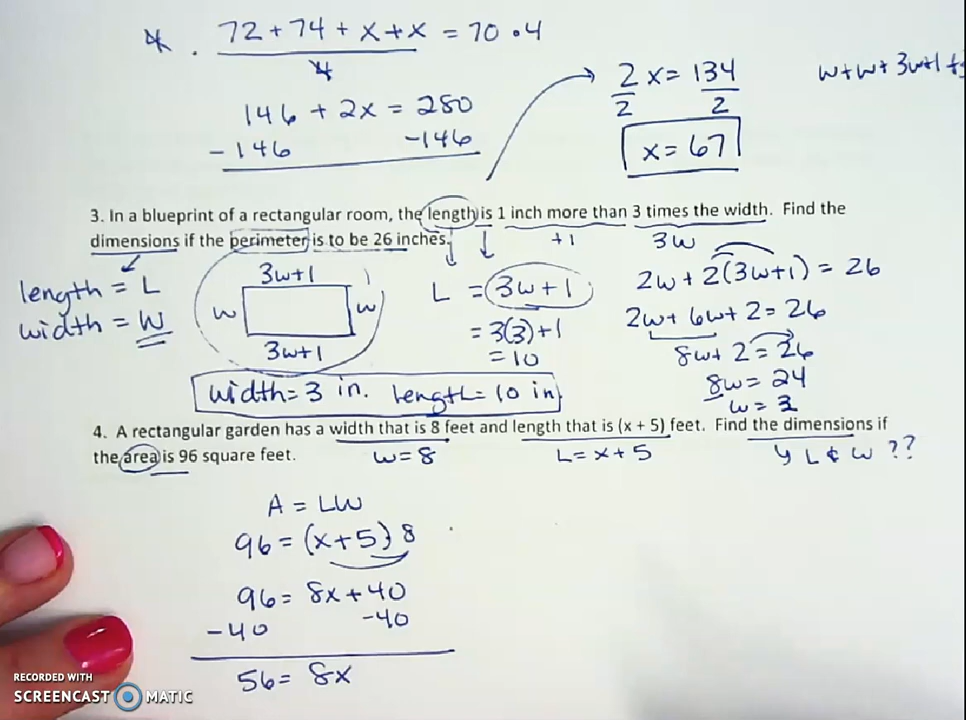 4 . 72 + 74 + x + x = 70 • 4
4
146 + 2x = 280
-146 -146
2x = 134
2 2
x = 67
w+w+3w+1+3
3. In a blueprint of a rectangular room, the length is 1 inch more than 3 times the width. Find the
dimensions if the perimeter is to be 26 inches.
+1 3w
length = L
width = W
3w+1
w w
3w+1
L = 3w+1
= 3(3)+1
= 10
2w + 2(3w+1) = 26
2w + 6w + 2 = 26
8w + 2 = 26
8w = 24
w = 3
width = 3 in. length = 10 in
4. A rectangular garden has a width that is 8 feet and length that is (x + 5) feet. Find the dimensions if
the area is 96 square feet.
w = 8 L = x + 5 L & w ??
A = LW
96 = (x+5) 8
96 = 8x + 40
-40 -40
56 = 8x
RECORDED WITH
SCREENCAST MATIC